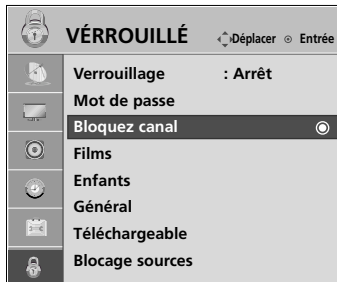 VÉRROUILLÉ Déplacer Entrée
Verrouillage : Arrêt
Mot de passe
Bloquez canal
Films
Enfants
Général
Téléchargeable
Blocage sources